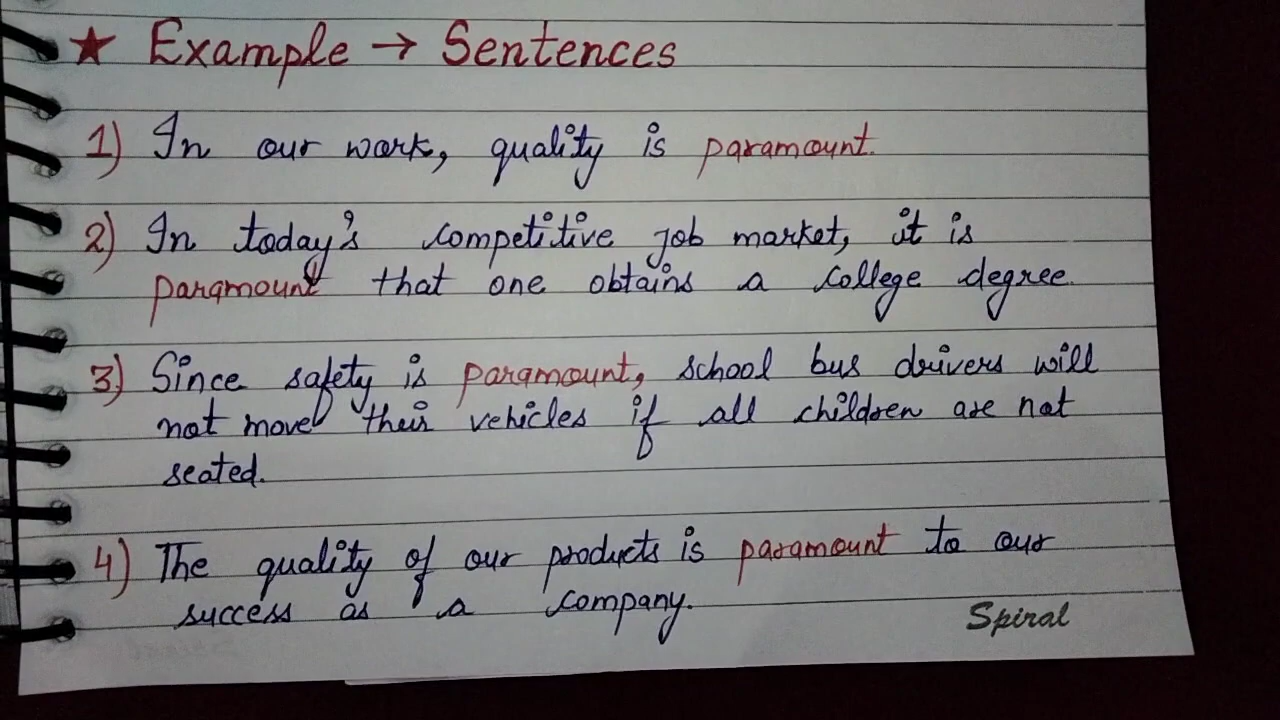 ★ Example → Sentences
1) In our work, quality is paramount.
2) In today's competitive job market, it is
paramount that one obtains a college degree.
3) Since safety is paramount, school bus drivers will
not move their vehicles if all children are not
seated.
4) The quality of our products is paramount to our
success as a company.
Spiral